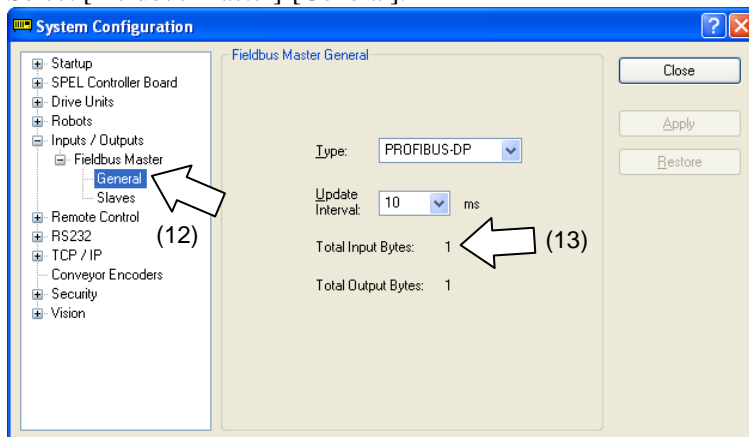 System Configuration
Startup
SPEL Controller Board
Drive Units
Robots
Inputs / Outputs
Fieldbus Master
General
Slaves
Remote Control
RS232
TCP / IP
Conveyor Encoders
Security
Vision
(12)
Fieldbus Master General
Type: PROFIBUS-DP
Update
Interval: 10 ms
Total Input Bytes: 1
(13)
Total Output Bytes: 1
Close
Apply
Restore